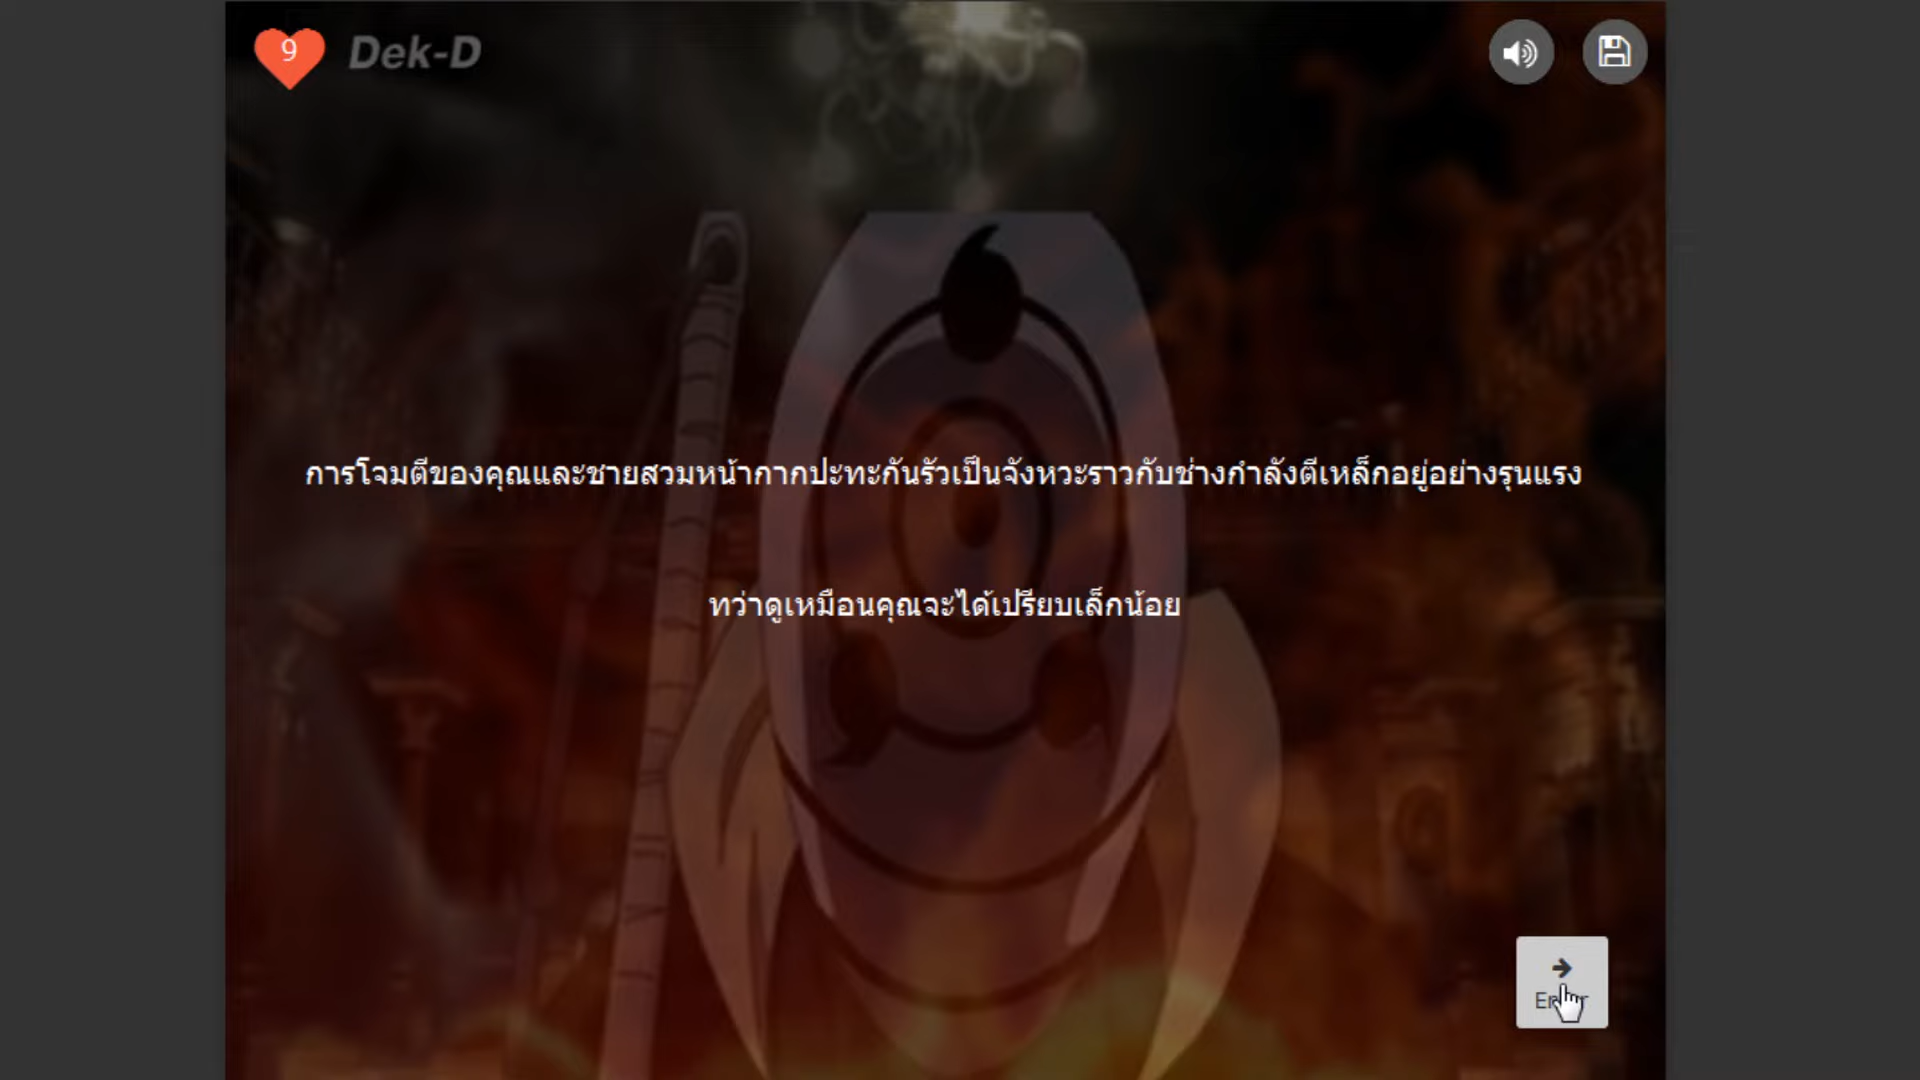 9 Dek-D
การโจมตีของคุณและชายสวมหน้ากากปะทะกันรัวเป็นจังหวะราวกับช่างกำลังตีเหล็กอยู่อย่างรุนแรง
ทว่าดูเหมือนคุณจะได้เปรียบเล็กน้อย
Enter